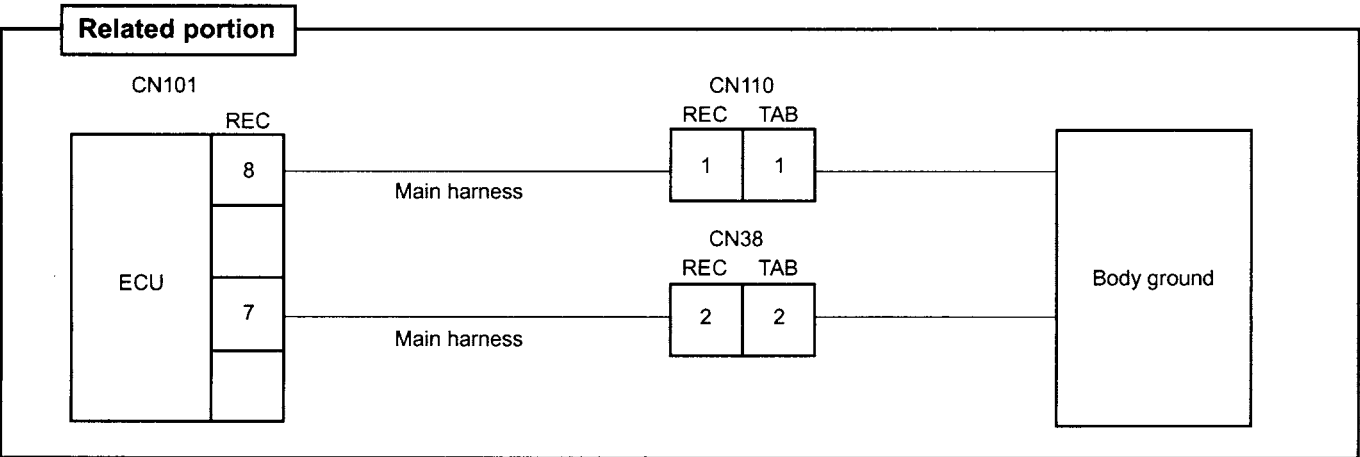 Related portion
CN101
CN110
REC
REC TAB
8
1 1
Main harness
CN38
REC TAB
ECU
Body ground
7
2 2
Main harness